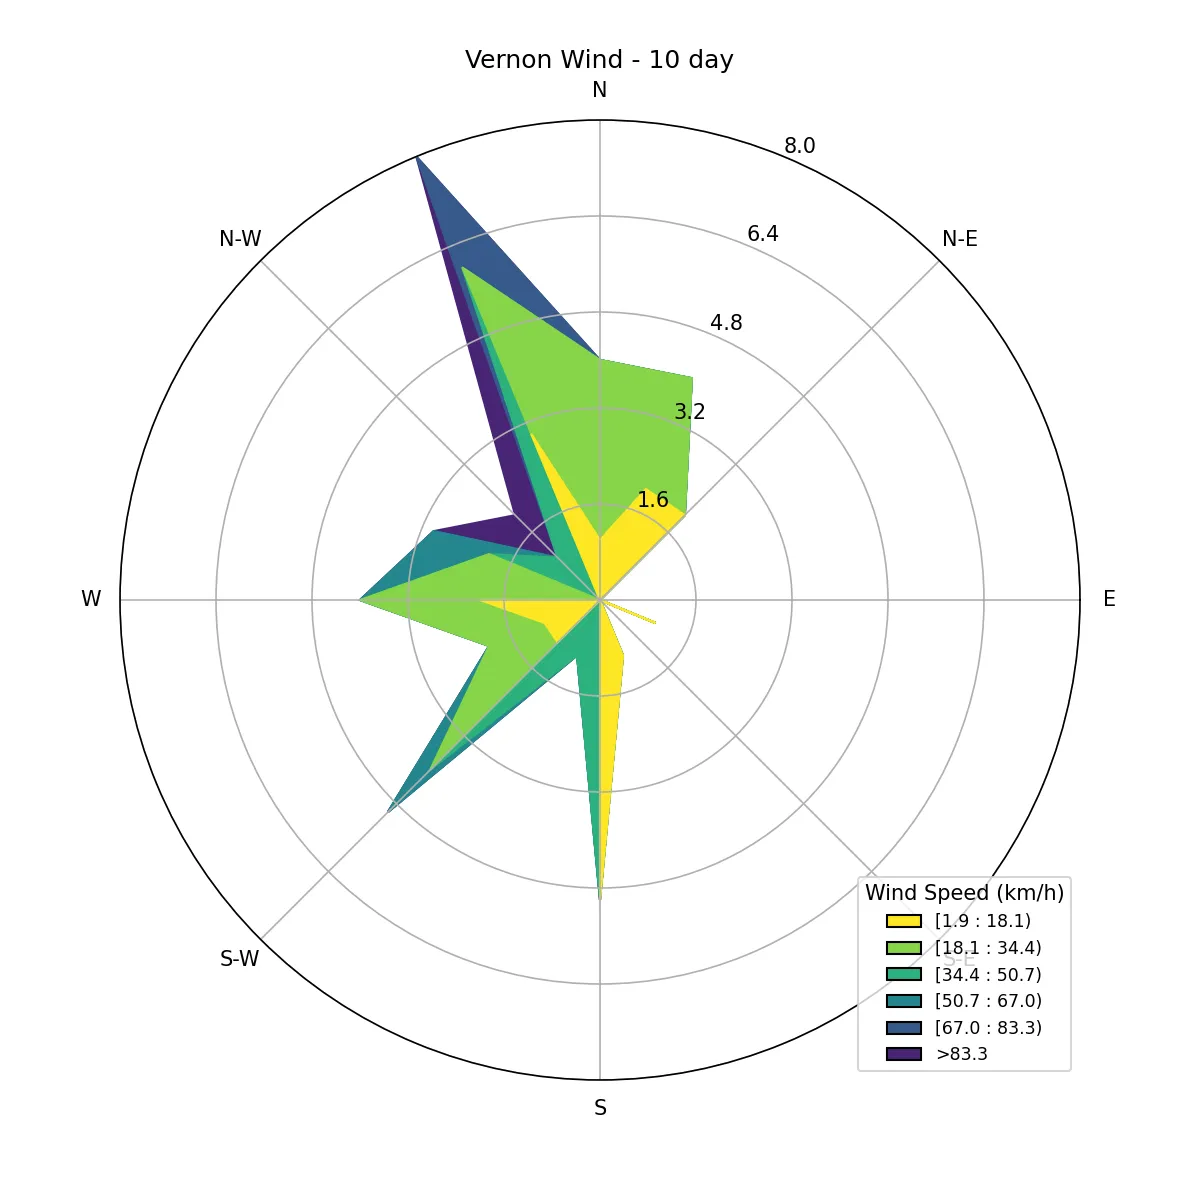 Vernon Wind - 10 day
N
8.0
N-W
6.4
N-E
4.8
3.2
1.6
W
E
Wind Speed (km/h)
[1.9 : 18.1)
[18.1 : 34.4)
[34.4 : 50.7)
[50.7 : 67.0)
[67.0 : 83.3)
>83.3
S-W
S-E
S